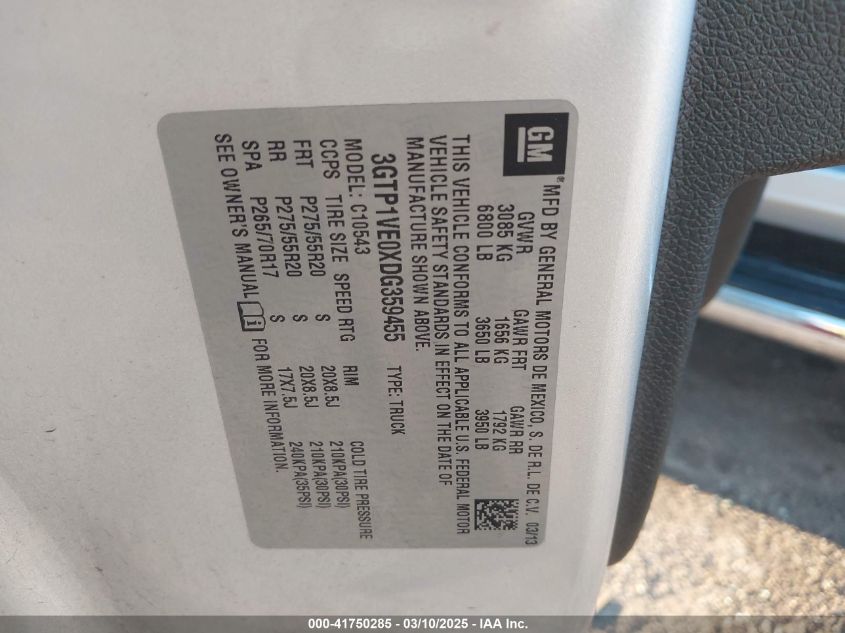 GM®
MFD BY GENERAL MOTORS DE MEXICO, S. DE R.L. DE C.V. 03/13
GVWR GAWR FRT GAWR RR
3085 KG 1656 KG 1792 KG
6800 LB 3650 LB 3950 LB
THIS VEHICLE CONFORMS TO ALL APPLICABLE U.S. FEDERAL MOTOR
VEHICLE SAFETY STANDARDS IN EFFECT ON THE DATE OF
MANUFACTURE SHOWN ABOVE.
3GTP1VE0XDG359455 TYPE: TRUCK
MODEL: C10543
CCPS TIRE SIZE SPEED RTG RIM COLD TIRE PRESSURE
FRT P275/55R20 S 20X8.5J 210KPA(30PSI)
RR P275/55R20 S 20X8.5J 210KPA(30PSI)
SPA P265/70R17 S 17X7.5J 240KPA(35PSI)
SEE OWNER'S MANUAL FOR MORE INFORMATION.
000-41750285 - 03/10/2025 - IAA Inc.